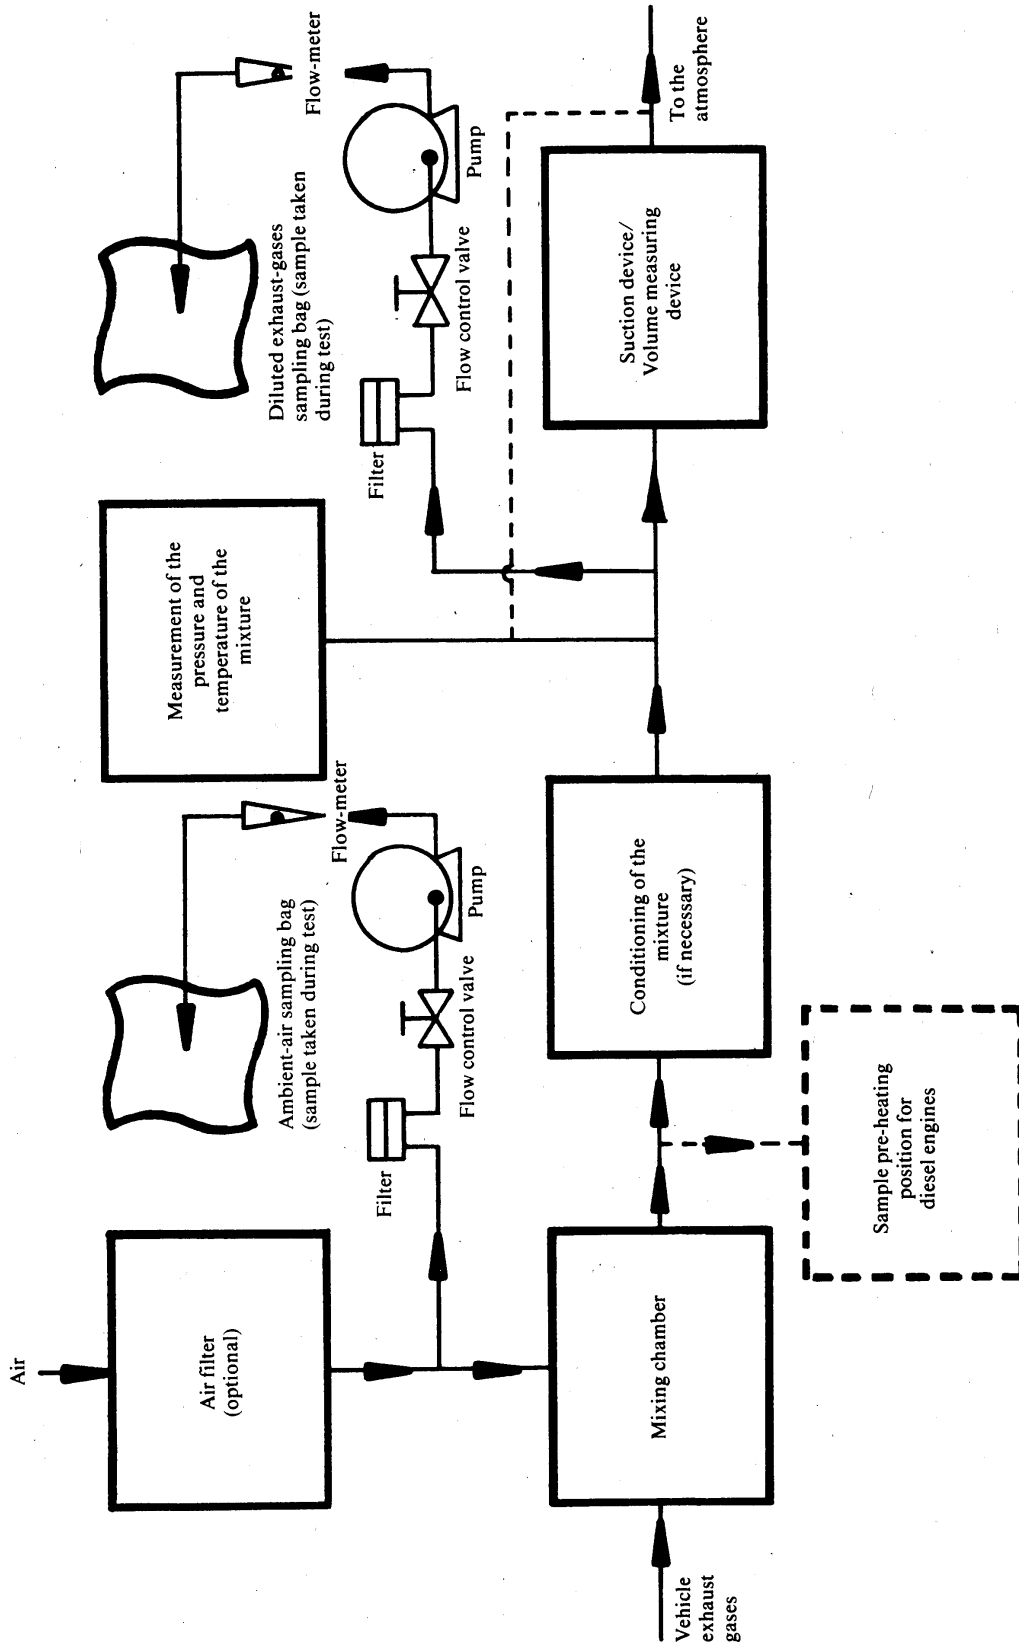 Air
Air filter
(optional)
Vehicle
exhaust
gases
Mixing chamber
Filter
Flow control valve
Pump
Flow-meter
Ambient-air sampling bag
(sample taken during test)
Sample pre-heating
position for
diesel engines
Conditioning of the
mixture
(if necessary)
Measurement of the
pressure and
temperature of the
mixture
Filter
Flow control valve
Pump
Flow-meter
Diluted exhaust-gases
sampling bag (sample taken
during test)
Suction device/
Volume measuring
device
To the
atmosphere